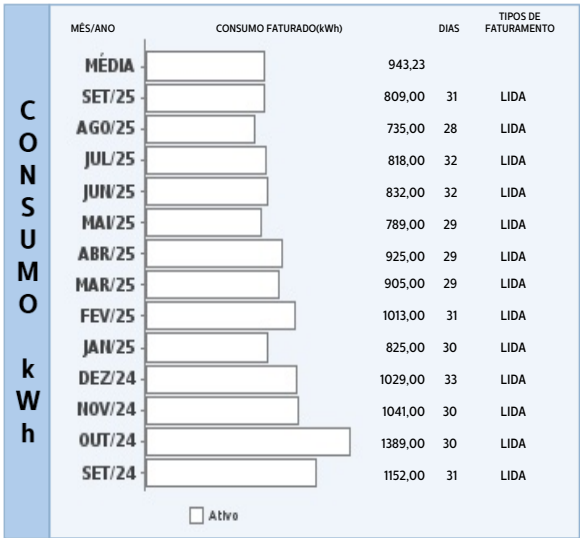 MÊS/ANO CONSUMO FATURADO(kWh) DIAS TIPOS DE FATURAMENTO
MÉDIA 943,23
SET/25 809,00 31 LIDA
AGO/25 735,00 28 LIDA
JUL/25 818,00 32 LIDA
JUN/25 832,00 32 LIDA
MAI/25 789,00 29 LIDA
ABR/25 925,00 29 LIDA
MAR/25 905,00 29 LIDA
FEV/25 1013,00 31 LIDA
JAN/25 825,00 30 LIDA
DEZ/24 1029,00 33 LIDA
NOV/24 1041,00 30 LIDA
OUT/24 1389,00 30 LIDA
SET/24 1152,00 31 LIDA
Ativo
CONSUMO kWh